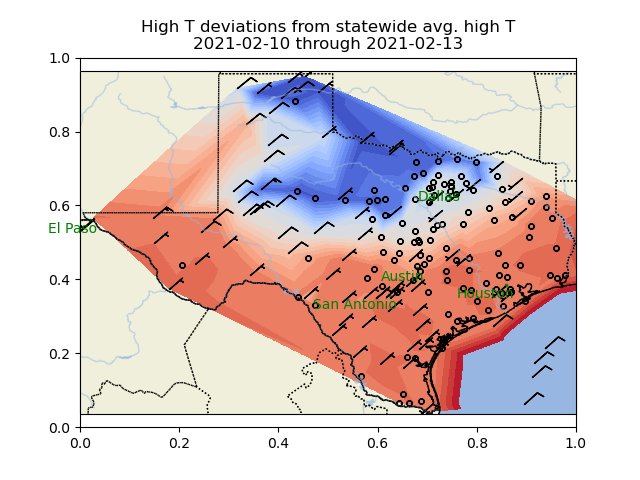 High T deviations from statewide avg. high T
2021-02-10 through 2021-02-13
1.0
0.8
0.6
0.4
0.2
0.0
El Paso
Dallas
Austin
San Antonio
Houston
0.0 0.2 0.4 0.6 0.8 1.0